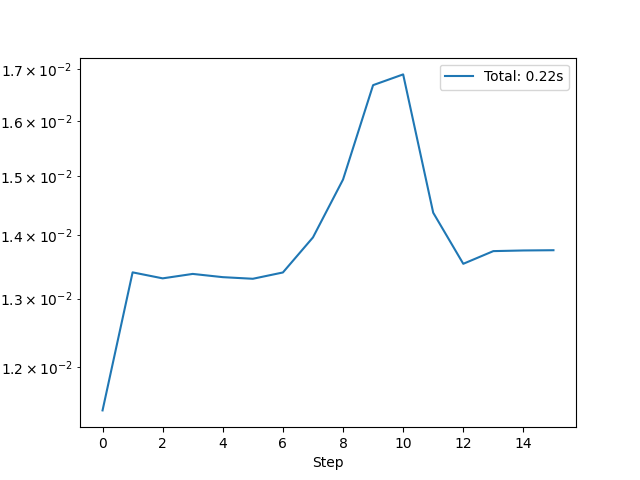 1.7 × 10⁻²
Total: 0.22s
1.6 × 10⁻²
1.5 × 10⁻²
1.4 × 10⁻²
1.3 × 10⁻²
1.2 × 10⁻²
0 2 4 6 8 10 12 14
Step